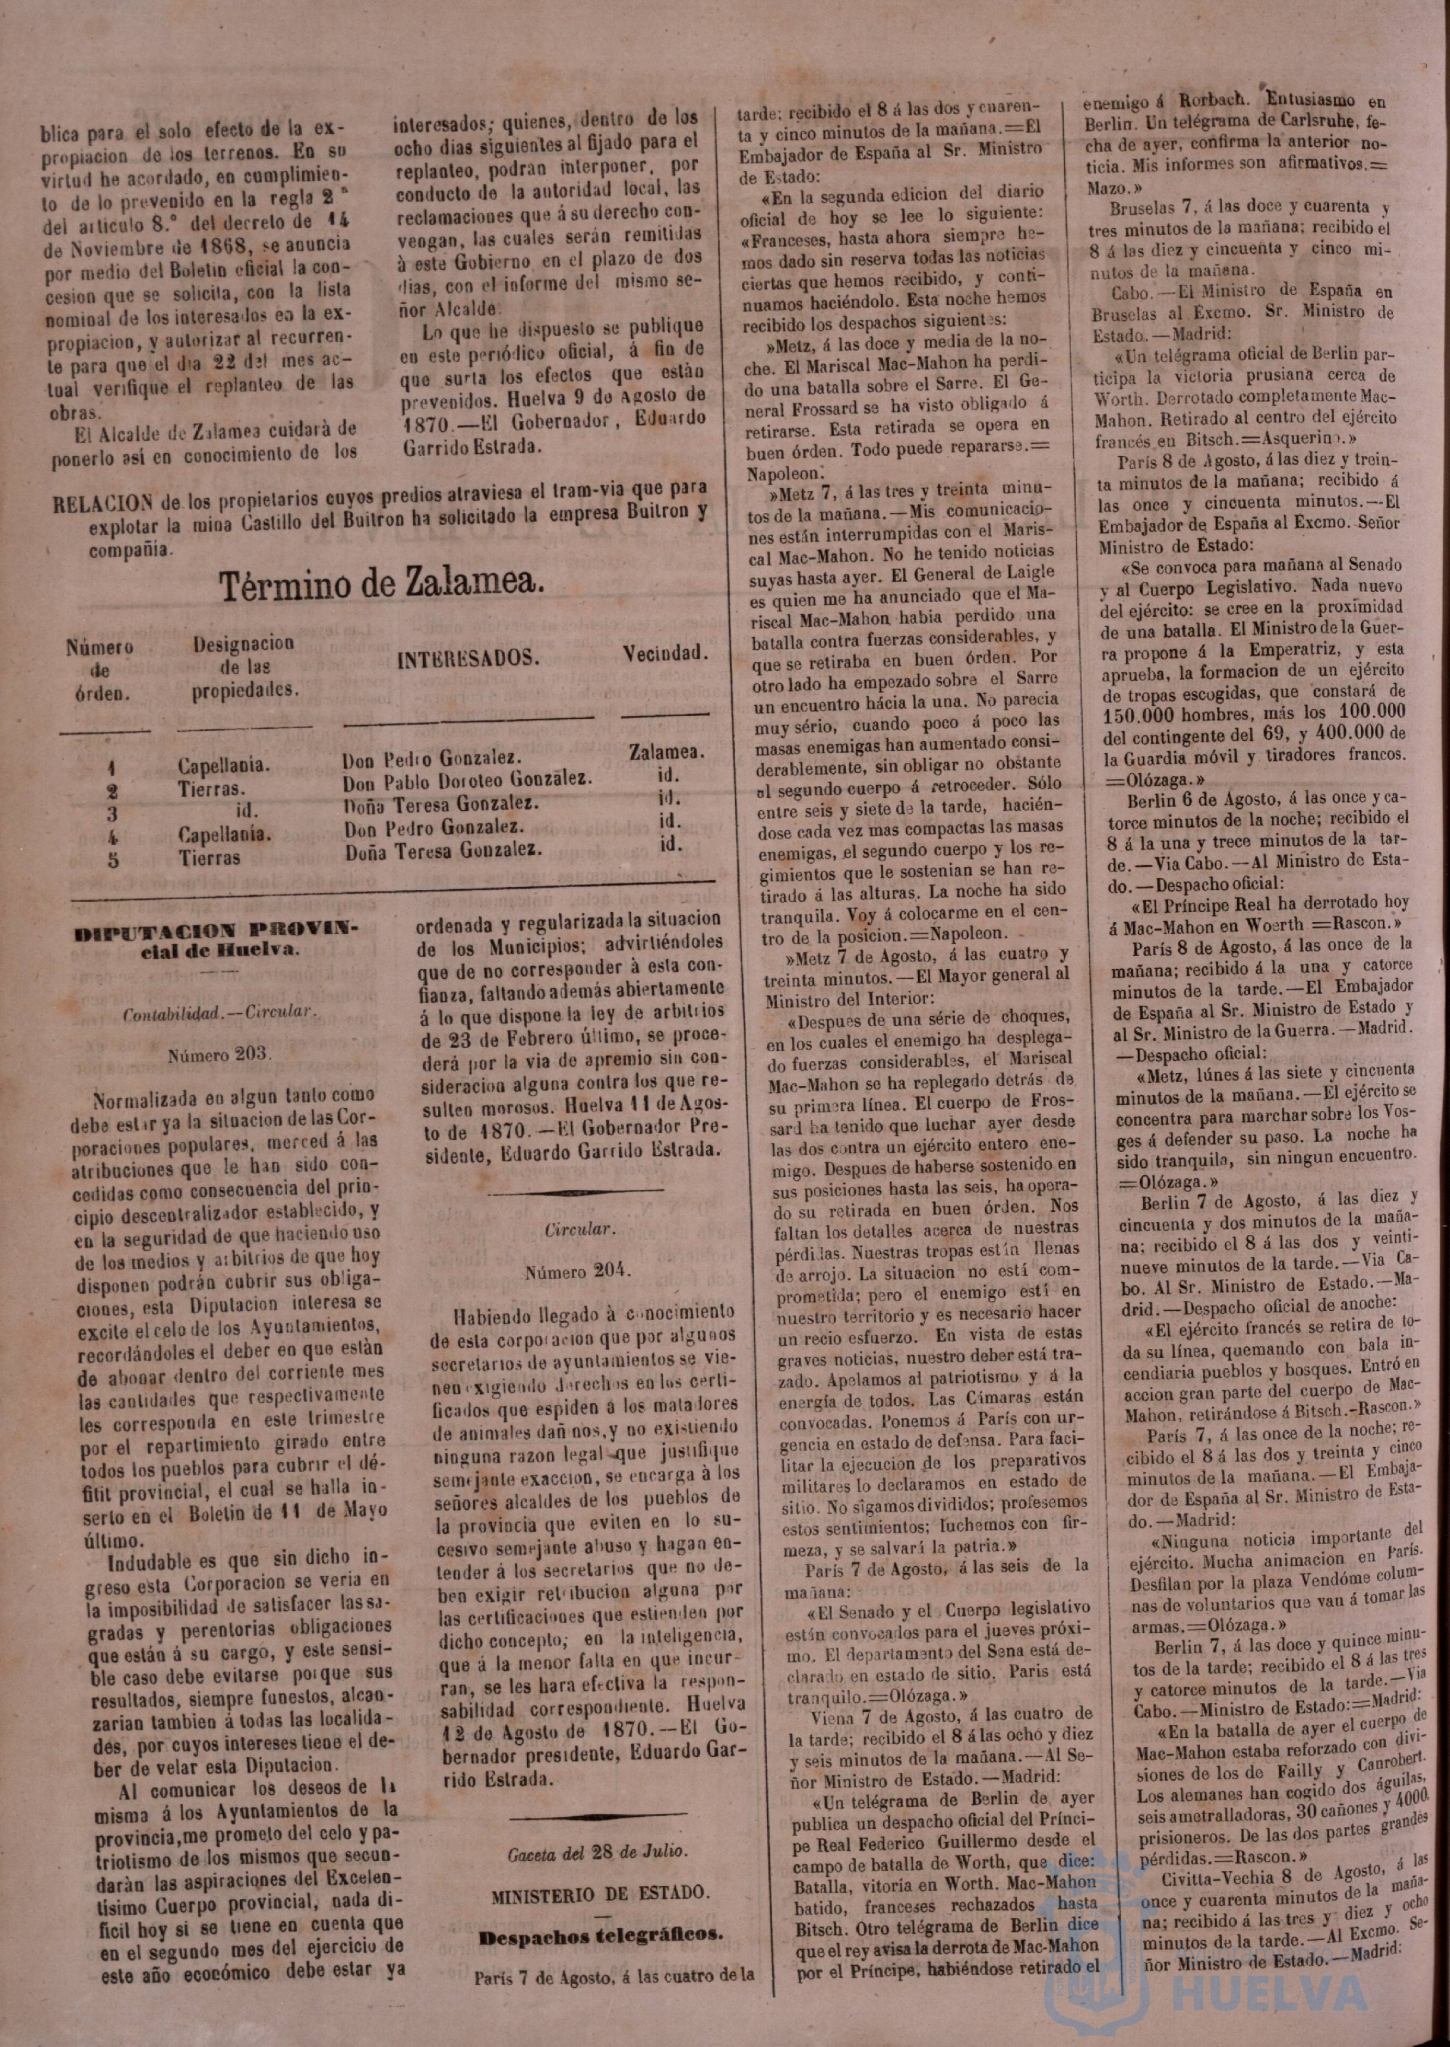 blica para el solo efecto de la ex-
propiacion de los terrenos. En su
virtud he acordado, en cumplimien-
to de lo prevenido en la regla 2.ª
del artículo 8.º del decreto de 14
de Noviembre de 1868, se anuncia
por medio del Boletin oficial la con-
cesion que se solicita, con la lista
nominal de los interesados en la ex-
propiacion, y autorizar al recurren-
te para que el dia 22 del mes ac-
tual verifique el replanteo de las
obras.
El Alcalde de Zalamea cuidarà de
ponerlo así en conocimiento de los
interesados; quienes, dentro de los
ocho dias siguientes al fijado para el
replanteo, podrán interponer, por
conducto de la autoridad local, las
reclamaciones que á su derecho con-
vengan, las cuales serán remitidas
à este Gobierno en el plazo de dos
dias, con el informe del mismo se-
ñor Alcalde.
Lo que he dispuesto se publique
en este periódico oficial, á fin de
que surta los efectos que están
prevenidos. Huelva 9 de Agosto de
1870.—El Gobernador, Eduardo
Garrido Estrada.
RELACION de los propietarios cuyos predios atraviesa el tram-via que para
explotar la mina Castillo del Buitron ha solicitado la empresa Buitron y
compañía.
Término de Zalamea.
Número de órden. Designacion de las propiedades. INTERESADOS. Vecindad.
1 Capellanía. Don Pedro Gonzalez. Zalamea.
2 Tierras. Don Pablo Doroteo Gonzalez. id.
3 id. Doña Teresa Gonzalez. id.
4 Capellanía. Don Pedro Gonzalez. id.
5 Tierras Doña Teresa Gonzalez. id.
DIPUTACION PROVIN-
cial de Huelva.
Contabilidad.—Circular.
Número 203.
Normalizada en algun tanto como
debe estar ya la situacion de las Cor-
poraciones populares, merced á las
atribuciones que le han sido con-
cedidas como consecuencia del prin-
cipio descentralizador establecido, y
en la seguridad de que haciendo uso
de los medios y arbitrios de que hoy
disponen podrán cubrir sus obliga-
ciones, esta Diputacion interesa se
excite el celo de los Ayuntamientos,
recordándoles el deber en que estàn
de abonar dentro del corriente mes
las cantidades que respectivamente
les corresponda en este trimestre
por el repartimiento girado entre
todos los pueblos para cubrir el dé-
fitit provincial, el cual se halla in-
serto en el Boletin de 11 de Mayo
último.
Indudable es que sin dicho in-
greso esta Corporacion se veria en
la imposibilidad de satisfacer las sa-
gradas y perentorias obligaciones
que están á su cargo, y este sensi-
ble caso debe evitarse porque sus
resultados, siempre funestos, alcan-
zarian tambien á todas las localida-
des, por cuyos intereses tiene el de-
ber de velar esta Diputacion.
Al comunicar los deseos de la
misma á los Ayuntamientos de la
provincia, me prometo del celo y pa-
triotismo de los mismos que secun-
daràn las aspiraciones del Excelen-
tísimo Cuerpo provincial, nada di-
ficil hoy si se tiene en cuenta que
en el segundo mes del ejercicio de
este año económico debe estar ya
ordenada y regularizada la situacion
de los Municipios; advirtiéndoles
que de no corresponder à esta con-
fianza, faltando además abiertamente
á lo que dispone la ley de arbitrios
de 23 de Febrero último, se proce-
derá por la via de apremio sin con-
sideracion alguna contra los que re-
sulten morosos. Huelva 11 de Agos-
to de 1870.—El Gobernador Pre-
sidente, Eduardo Garrido Estrada.
Circular.
Número 204.
Habiendo llegado à conocimiento
de esta corporacion que por algunos
secretarios de ayuntamientos se vie-
nen exigiendo derechos en los certi-
ficados que espiden á los matadores
de animales dañinos, y no existiendo
ninguna razon legal que justifique
semejante exaccion, se encarga à los
señores alcaldes de los pueblos de
la provincia que eviten en lo su-
cesivo semejante abuso y hagan en-
tender á los secretarios que no de-
ben exigir retribucion alguna por
las certificaciones que estienden por
dicho concepto; en la inteligencia,
que á la menor falta en que incur-
ran, se les hara efectiva la respon-
sabilidad correspondiente. Huelva
12 de Agosto de 1870.—El Go-
bernador presidente, Eduardo Gar-
rido Estrada.
Gaceta del 28 de Julio.
MINISTERIO DE ESTADO.
Despachos telegráficos.
París 7 de Agosto, á las cuatro de la
tarde; recibido el 8 á las dos y cuaren-
ta y cinco minutos de la mañana.=El
Embajador de España al Sr. Ministro
de Estado:
«En la segunda edicion del diario
oficial de hoy se lee lo siguiente:
«Franceses, hasta ahora siempre he-
mos dado sin reserva todas las noticias
ciertas que hemos recibido, y conti-
nuamos haciéndolo. Esta noche hemos
recibido los despachos siguientes:
»Metz, á las doce y media de la no-
che. El Mariscal Mac-Mahon ha perdi-
do una batalla sobre el Sarre. El Ge-
neral Frossard se ha visto obligado á
retirarse. Esta retirada se opera en
buen órden. Todo puede repararse.=
Napoleon.
»Metz 7, á las tres y treinta minu-
tos de la mañana.—Mis comunicacio-
nes están interrumpidas con el Maris-
cal Mac-Mahon. No he tenido noticias
suyas hasta ayer. El General de Laigle
es quien me ha anunciado que el Ma-
riscal Mac-Mahon habia perdido una
batalla contra fuerzas considerables, y
que se retiraba en buen órden. Por
otro lado ha empezado sobre el Sarre
un encuentro hácia la una. No parecia
muy sério, cuando poco á poco las
masas enemigas han aumentado consi-
derablemente, sin obligar no obstante
al segundo cuerpo á retroceder. Sólo
entre seis y siete de la tarde, hacién-
dose cada vez mas compactas las masas
enemigas, el segundo cuerpo y los re-
gimientos que le sostenian se han re-
tirado á las alturas. La noche ha sido
tranquila. Voy á colocarme en el cen-
tro de la posicion.=Napoleon.
»Metz 7 de Agosto, á las cuatro y
treinta minutos.—El Mayor general al
Ministro del Interior:
«Despues de una série de choques,
en los cuales el enemigo ha desplega-
do fuerzas considerables, el Mariscal
Mac-Mahon se ha replegado detrás de
su primera línea. El cuerpo de Fros-
sard ha tenido que luchar ayer desde
las dos contra un ejército entero ene-
migo. Despues de haberse sostenido en
sus posiciones hasta las seis, ha opera-
do su retirada en buen órden. Nos
faltan los detalles acerca de nuestras
pérdidas. Nuestras tropas están llenas
de arrojo. La situacion no está com-
prometida; pero el enemigo está en
nuestro territorio y es necesario hacer
un recio esfuerzo. En vista de estas
graves noticias, nuestro deber está tra-
zado. Apelamos al patriotismo y á la
energía de todos. Las Cámaras están
convocadas. Ponemos á París con ur-
gencia en estado de defensa. Para faci-
litar la ejecucion de los preparativos
militares lo declaramos en estado de
sitio. No sigamos divididos; profesemos
estos sentimientos; luchemos con fir-
meza, y se salvará la patria.»
París 7 de Agosto, á las seis de la
mañana:
«El Senado y el Cuerpo legislativo
están convocados para el jueves próxi-
mo. El departamento del Sena está de-
clarado en estado de sitio. Paris está
tranquilo.=Olózaga.»
Viena 7 de Agosto, á las cuatro de
la tarde; recibido el 8 á las ocho y diez
y seis minutos de la mañana.—Al Se-
ñor Ministro de Estado.—Madrid:
«Un telégrama de Berlin de ayer
publica un despacho oficial del Prínci-
pe Real Federico Guillermo desde el
campo de batalla de Worth, que dice:
Batalla, vitoria en Worth. Mac-Mahon
batido, franceses rechazados hasta
Bitsch. Otro telégrama de Berlin dice
que el rey avisa la derrota de Mac-Mahon
por el Príncipe, habiéndose retirado el
enemigo á Rorbach. Entusiasmo en
Berlin. Un telégrama de Carlsruhe, fe-
cha de ayer, confirma la anterior no-
ticia. Mis informes son afirmativos.=
Mazo.»
Bruselas 7, á las doce y cuarenta y
tres minutos de la mañana; recibido el
8 á las diez y cincuenta y cinco mi-
nutos de la mañana.
Cabo.—El Ministro de España en
Bruselas al Excmo. Sr. Ministro de
Estado.—Madrid:
«Un telégrama oficial de Berlin par-
ticipa la victoria prusiana cerca de
Worth. Derrotado completamente Mac-
Mahon. Retirado al centro del ejército
francés en Bitsch.=Asquerino.»
París 8 de Agosto, á las diez y trein-
ta minutos de la mañana; recibido á
las once y cincuenta minutos.—El
Embajador de España al Excmo. Señor
Ministro de Estado:
«Se convoca para mañana al Senado
y al Cuerpo Legislativo. Nada nuevo
del ejército: se cree en la proximidad
de una batalla. El Ministro de la Guer-
ra propone á la Emperatriz, y esta
aprueba, la formacion de un ejército
de tropas escogidas, que constará de
150.000 hombres, más los 100.000
del contingente del 69, y 400.000 de
la Guardia móvil y tiradores francos.
=Olózaga.»
Berlin 6 de Agosto, á las once y ca-
torce minutos de la noche; recibido el
8 á la una y trece minutos de la tar-
de.—Via Cabo.—Al Ministro de Esta-
do.—Despacho oficial:
«El Príncipe Real ha derrotado hoy
á Mac-Mahon en Woerth=Rascon.»
París 8 de Agosto, á las once de la
mañana; recibido á la una y catorce
minutos de la tarde.—El Embajador
de España al Sr. Ministro de Estado y
al Sr. Ministro de la Guerra.—Madrid.
—Despacho oficial:
«Metz, lúnes á las siete y cincuenta
minutos de la mañana.—El ejército se
concentra para marchar sobre los Vos-
ges á defender su paso. La noche ha
sido tranquila, sin ningun encuentro.
=Olózaga.»
Berlin 7 de Agosto, á las diez y
cincuenta y dos minutos de la maña-
na; recibido el 8 á las dos y veinti-
nueve minutos de la tarde.—Via Ca-
bo. Al Sr. Ministro de Estado.—Ma-
drid.—Despacho oficial de anoche:
«El ejército francés se retira de to-
da su línea, quemando con bala in-
cendiaria pueblos y bosques. Entró en
accion gran parte del cuerpo de Mac-
Mahon, retirándose á Bitsch.-Rascon.»
París 7, á las once de la noche; re-
cibido el 8 á las dos y treinta y cinco
minutos de la mañana.—El Embaja-
dor de España al Sr. Ministro de Esta-
do.—Madrid:
«Ninguna noticia importante del
ejército. Mucha animacion en París.
Desfilan por la plaza Vendóme colum-
nas de voluntarios que van á tomar las
armas.=Olózaga.»
Berlin 7, á las doce y quince minu-
tos de la tarde; recibido el 8 á las tres
y catorce minutos de la tarde.—Via
Cabo.—Ministro de Estado:=Madrid:
«En la batalla de ayer el cuerpo de
Mac-Mahon estaba reforzado con divi-
siones de los de Failly y Canrobert.
Los alemanes han cogido dos águilas,
seis ametralladoras, 30 cañones y 4000
prisioneros. De las dos partes grandes
pérdidas.=Rascon.»
Civitta-Vechia 8 de Agosto, á las
once y cuarenta minutos de la maña-
na; recibido á las tres y diez y ocho
minutos de la tarde.—Al Excmo. Se-
ñor Ministro de Estado.—Madrid:
HUELVA